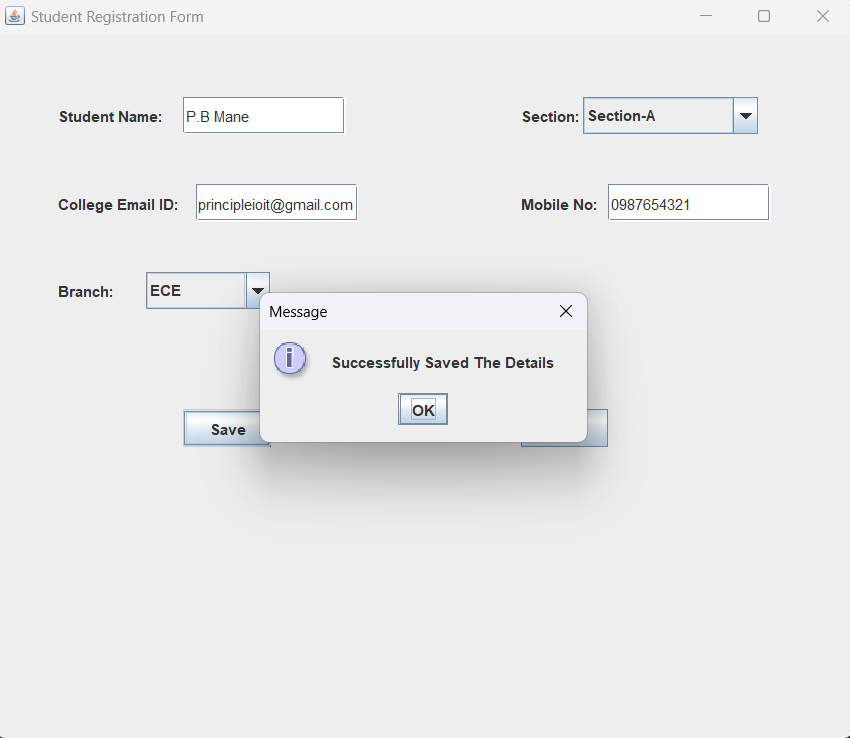 Student Registration Form
Student Name: P.B Mane Section: Section-A
College Email ID: principleioit@gmail.com Mobile No: 0987654321
Branch: ECE
Message
i Successfully Saved The Details
OK
Save